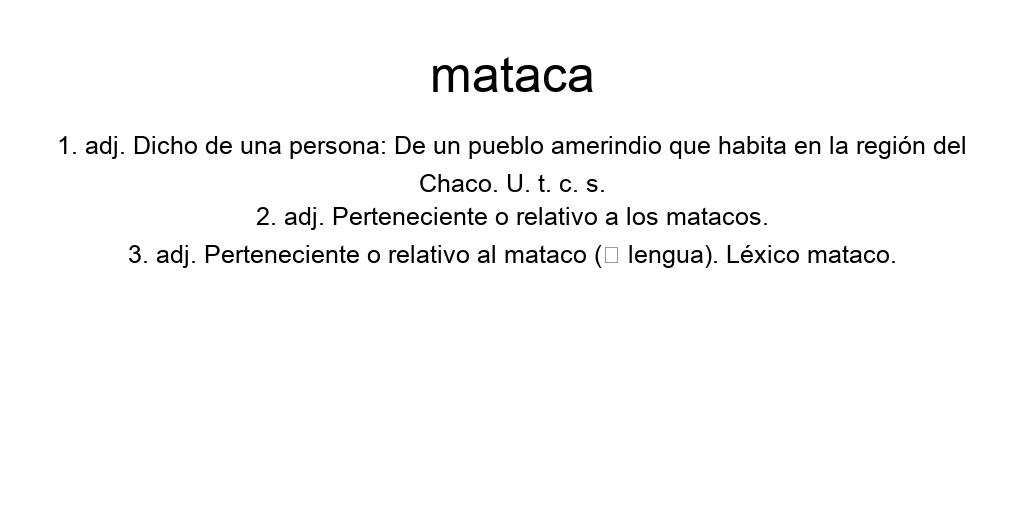 mataca
1. adj. Dicho de una persona: De un pueblo amerindio que habita en la región del
Chaco. U. t. c. s.
2. adj. Perteneciente o relativo a los matacos.
3. adj. Perteneciente o relativo al mataco (□ lengua). Léxico mataco.